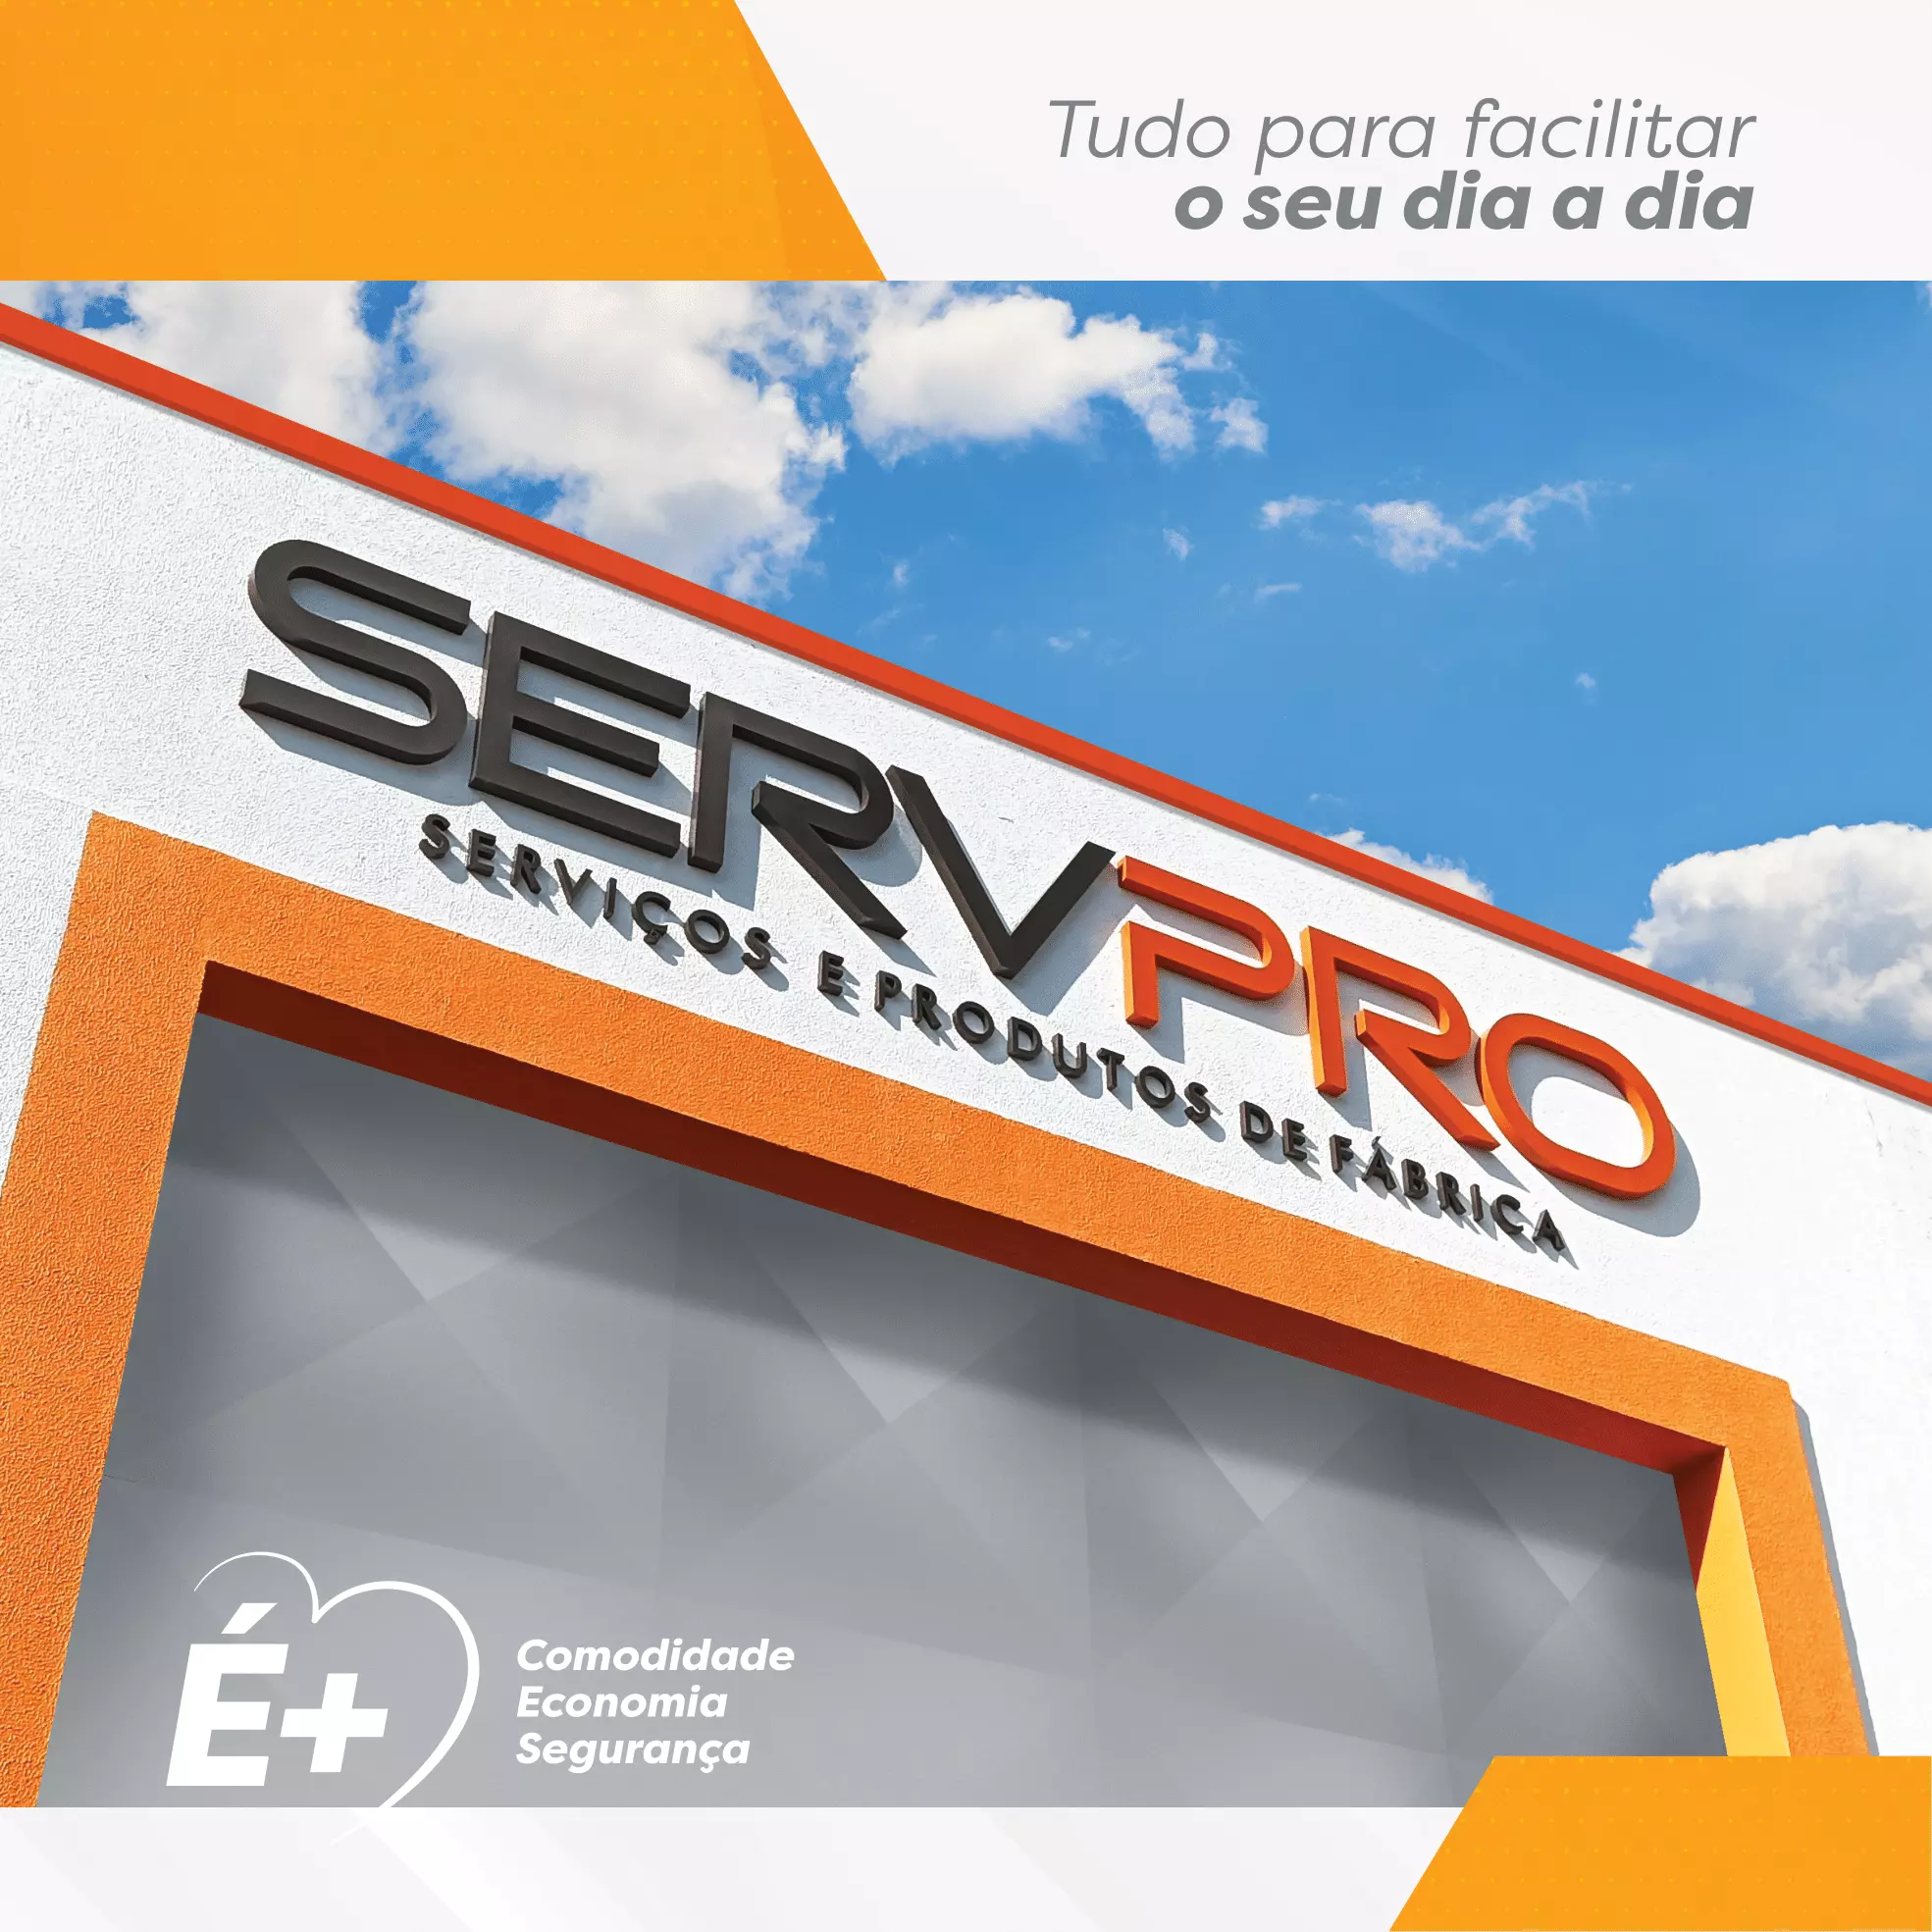 Tudo para facilitar
o seu dia a dia
SERVPRO
SERVIÇOS E PRODUTOS DE FÁBRICA
É+
Comodidade
Economia
Segurança